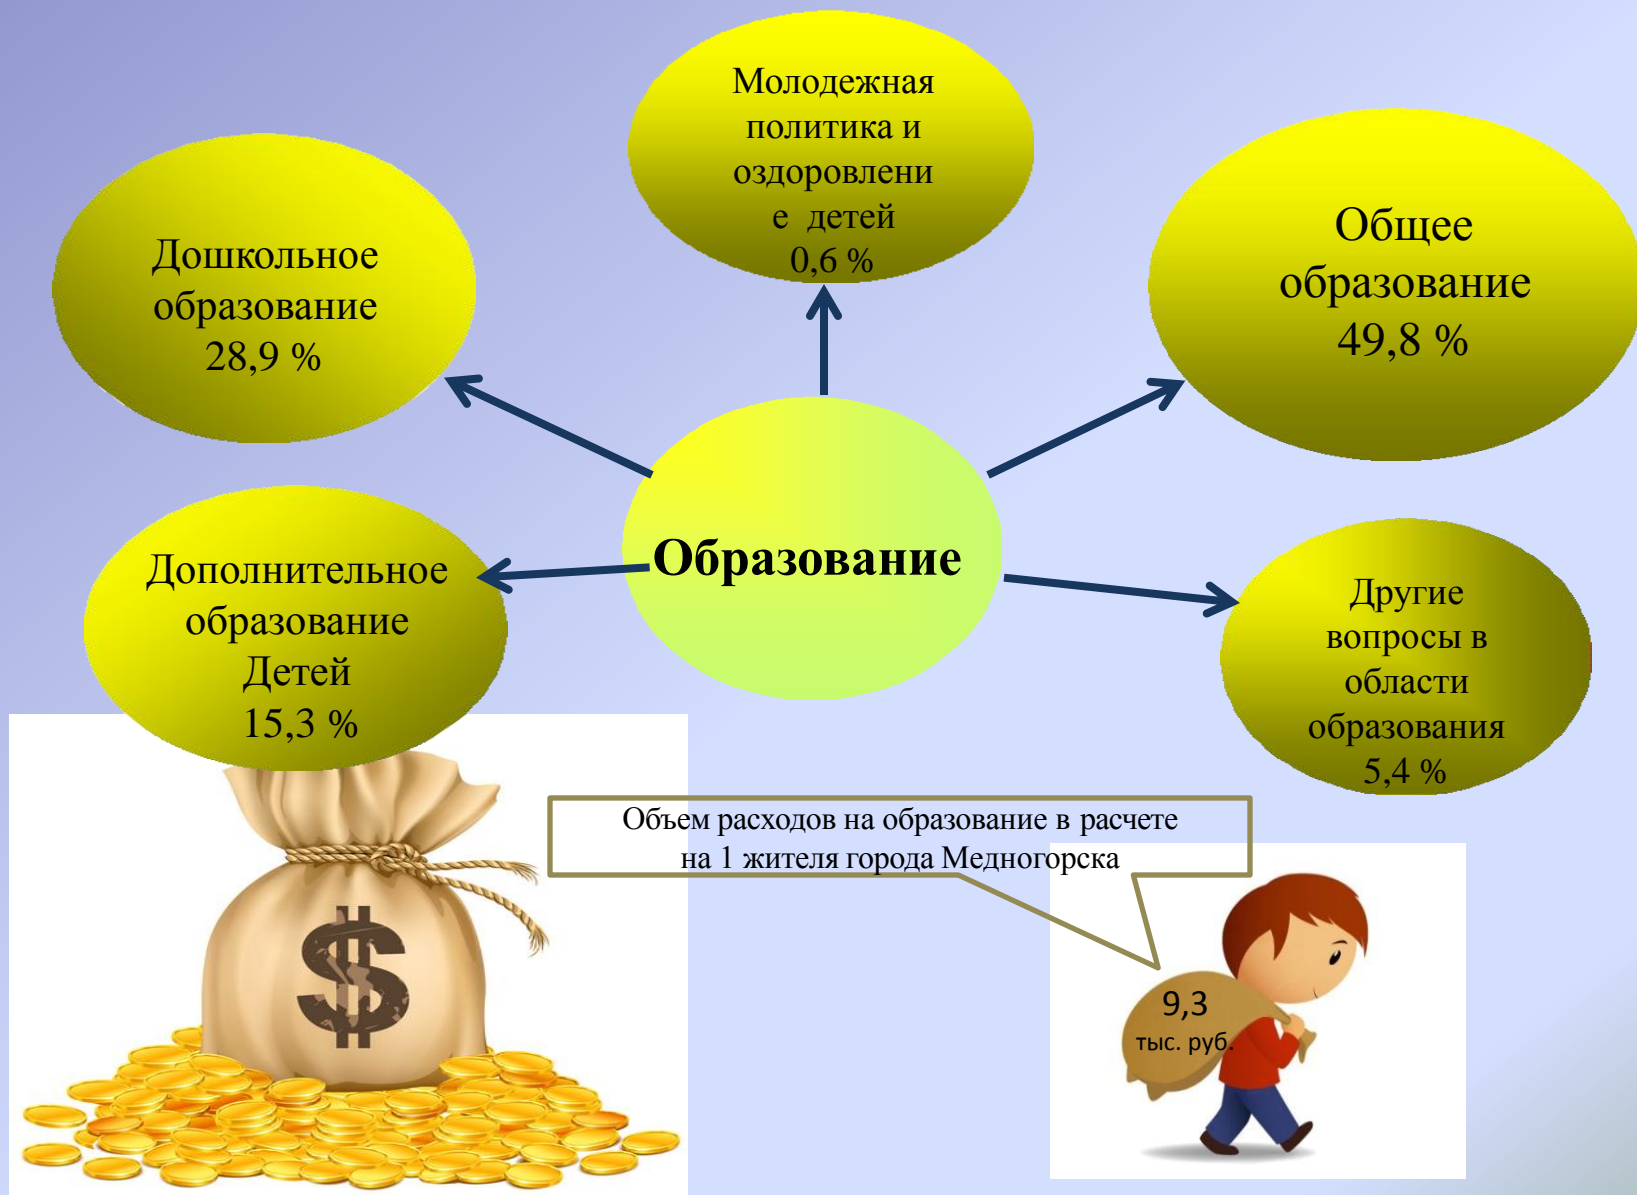 Молодежная
политика и
оздоровлени
е детей
0,6 %
Дошкольное
образование
28,9 %
Общее
образование
49,8 %
Образование
Дополнительное
образование
Детей
15,3 %
Другие
вопросы в
области
образования
5,4 %
Объем расходов на образование в расчете
на 1 жителя города Медногорска
$
9,3
тыс. руб.